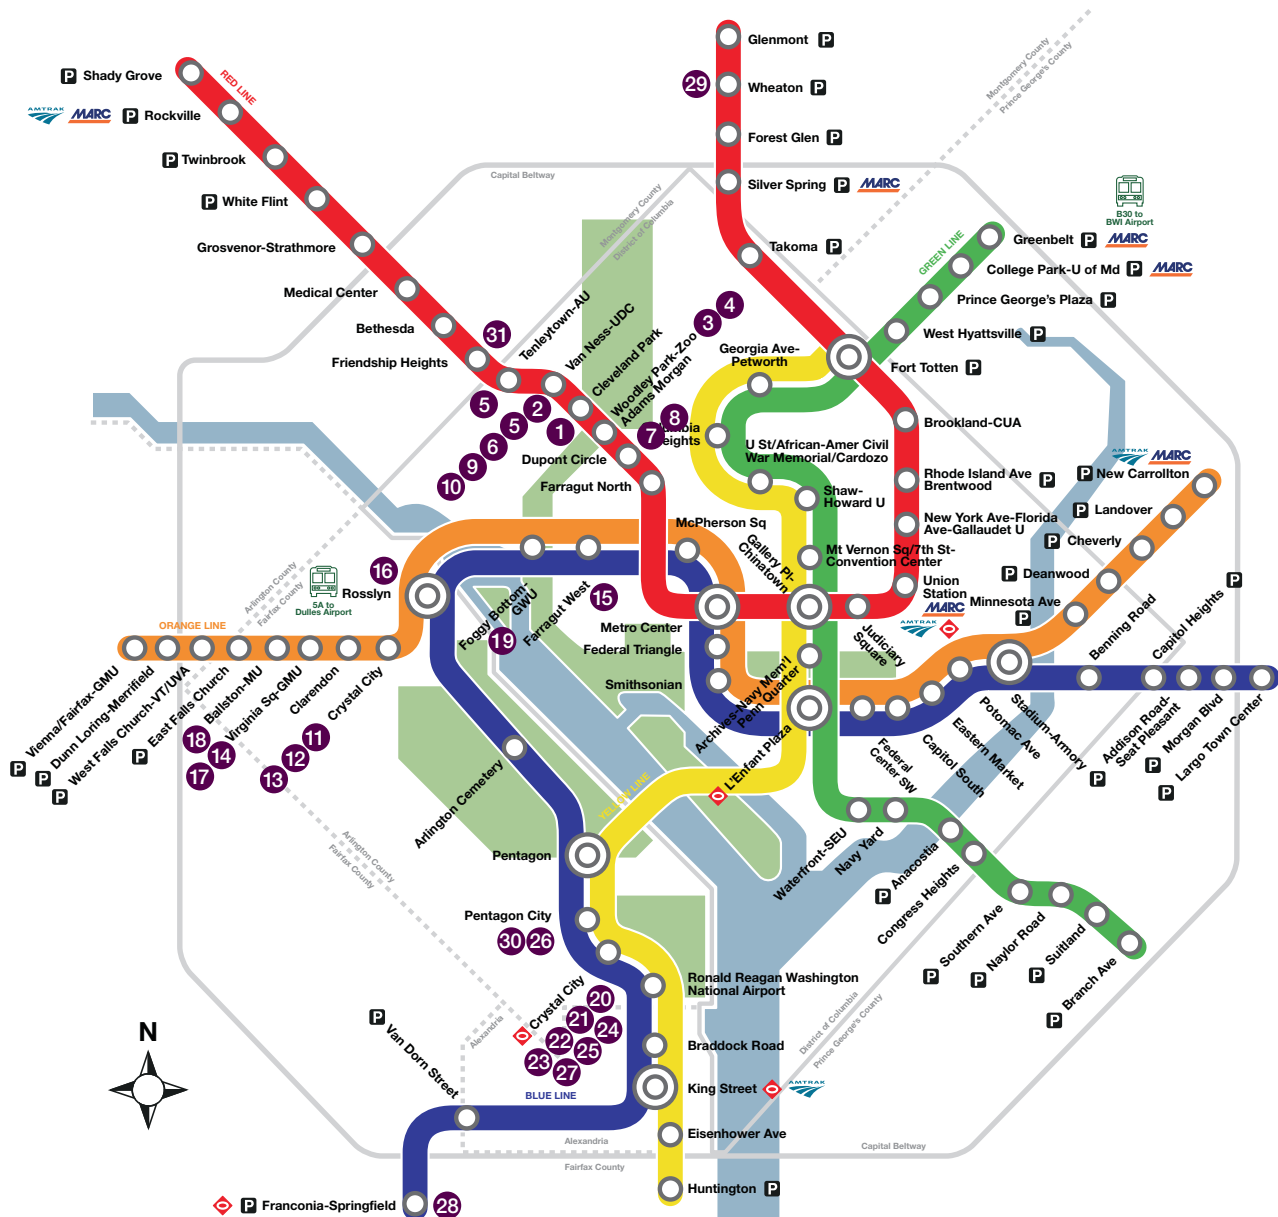 Glenmont P
29
Wheaton P
Forest Glen P
Silver Spring P MARC
Takoma P
P Shady Grove
RED LINE
AMTRAK MARC P Rockville
P Twinbrook
P White Flint
Grosvenor-Strathmore
Medical Center
Bethesda
Friendship Heights
31
Tenleytown-AU
Van Ness-UDC
Cleveland Park
Woodley Park-Zoo
Adams Morgan
Dupont Circle
Farragut North
5
2
5
1
6
9
10
3
4
7
8
Capital Beltway
Montgomery County
District of Columbia
Montgomery County
Prince George's County
B30 to
BWI Airport
GREEN LINE
Greenbelt P MARC
College Park-U of Md P MARC
Prince George's Plaza P
West Hyattsville P
Fort Totten P
Georgia Ave-
Petworth
Heights
U St/African-Amer Civil
War Memorial/Cardozo
Shaw-
Howard U
Mt Vernon Sq/7th St-
Convention Center
Gallery Pl-
Chinatown
Brookland-CUA
Rhode Island Ave
Brentwood P
New York Ave-Florida
Ave-Gallaudet U
Union
Station
MARC
AMTRAK
Judiciary
Square
AMTRAK MARC
P New Carrollton
P Landover
P Cheverly
P Deanwood
Minnesota Ave
P
Benning Road
Capitol Heights P
McPherson Sq
Metro Center
Federal Triangle
Smithsonian
Archives-Navy Mem'l
Penn Quarter
L'Enfant Plaza
16
5A to
Dulles Airport
Rosslyn
Arlington County
Fairfax County
ORANGE LINE
Foggy Bottom-
GWU
19
Farragut West
15
P Vienna/Fairfax-GMU
P Dunn Loring-Merrifield
P West Falls Church-VT/UVA
P East Falls Church
Ballston-MU
Virginia Sq-GMU
Clarendon
Crystal City
18
14
17
11
12
13
Federal
Center SW
Capitol South
Eastern Market
Potomac Ave
Stadium-Armory
P Addison Road-
Seat Pleasant
P Morgan Blvd
P Largo Town Center
Arlington Cemetery
YELLOW LINE
Arlington County
Fairfax County
Pentagon
Pentagon City
30 26
Crystal City
20
21
24
22
25
23
27
Waterfront-SEU
Navy Yard
P Anacostia
Congress Heights
P Southern Ave
P Naylor Road
P Suitland
P Branch Ave
Ronald Reagan Washington
National Airport
Braddock Road
King Street AMTRAK
Eisenhower Ave
Huntington P
District of Columbia
Prince George's County
Alexandria
P Van Dorn Street
BLUE LINE
Alexandria
Fairfax County
Capital Beltway
P Franconia-Springfield 28
N